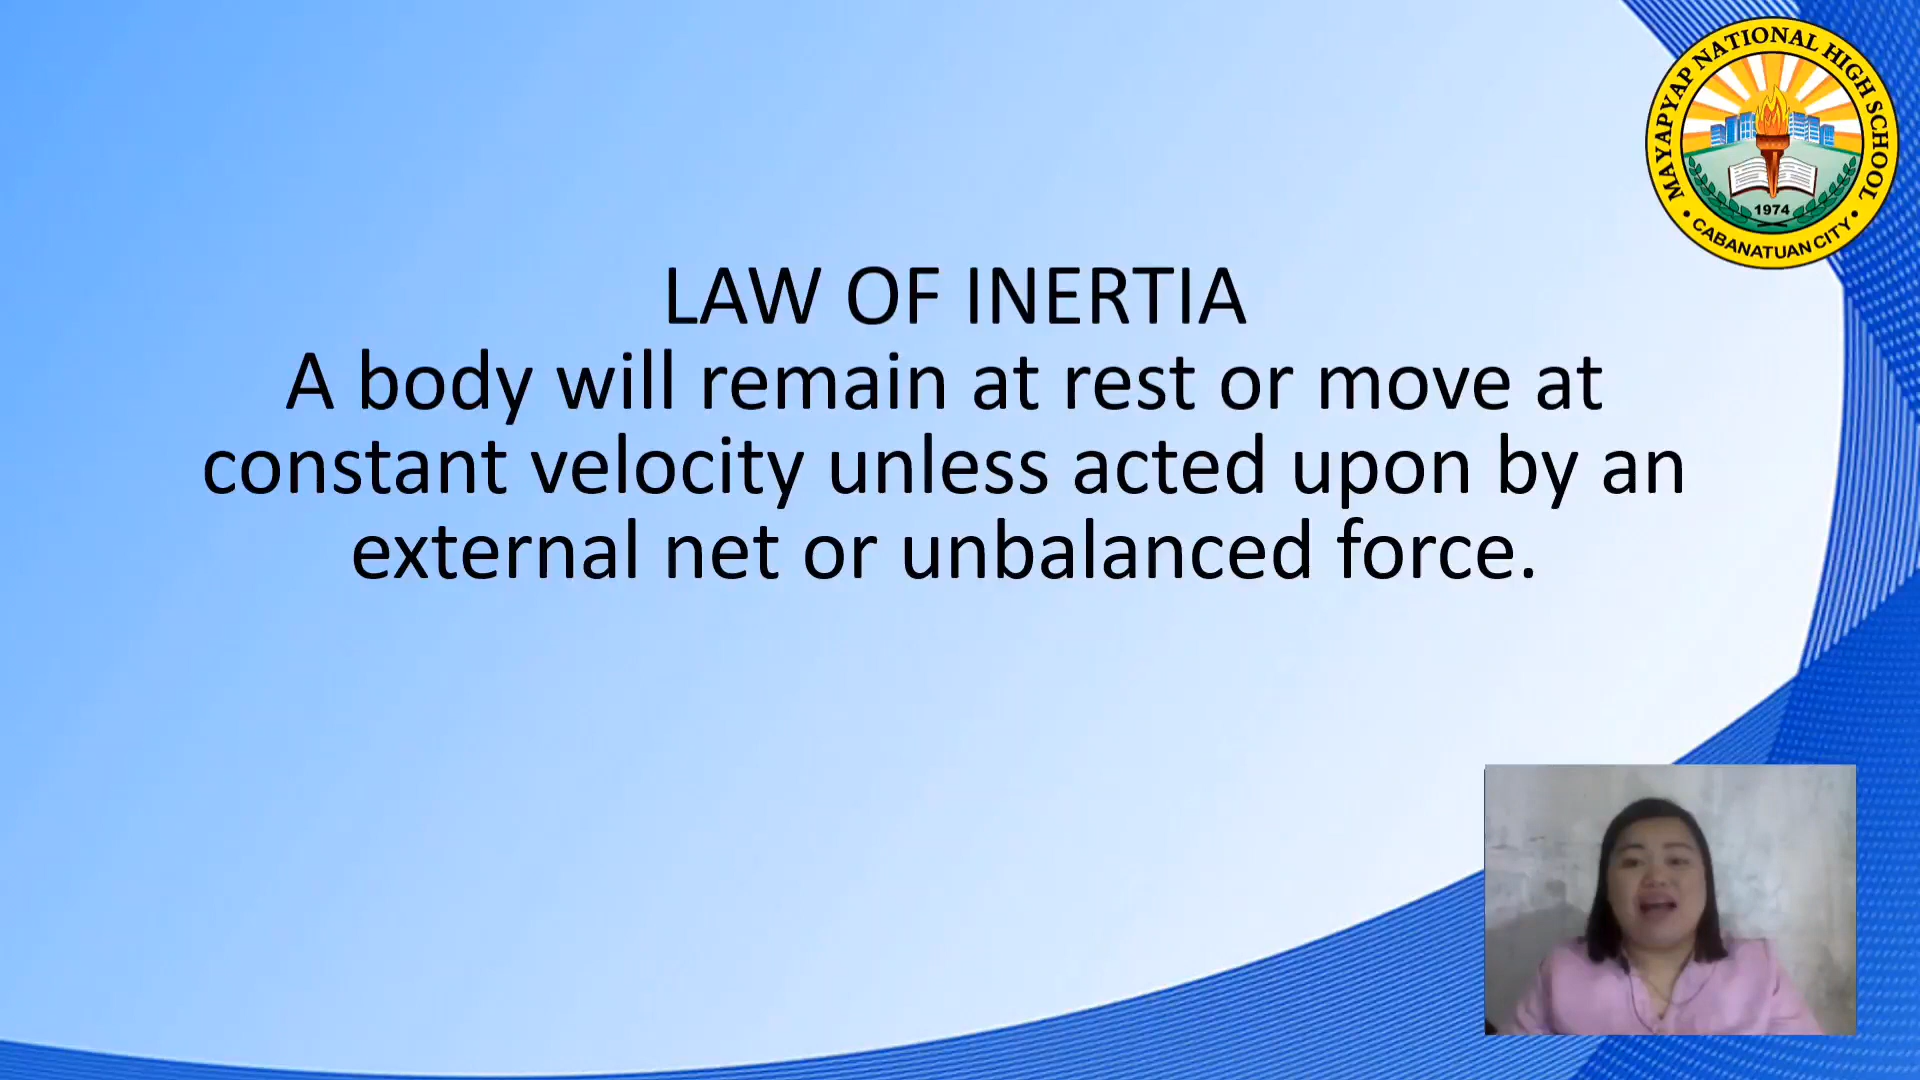 MAYAPYAP NATIONAL HIGH SCHOOL
1974
• CABANATUAN CITY •
LAW OF INERTIA
A body will remain at rest or move at
constant velocity unless acted upon by an
external net or unbalanced force.